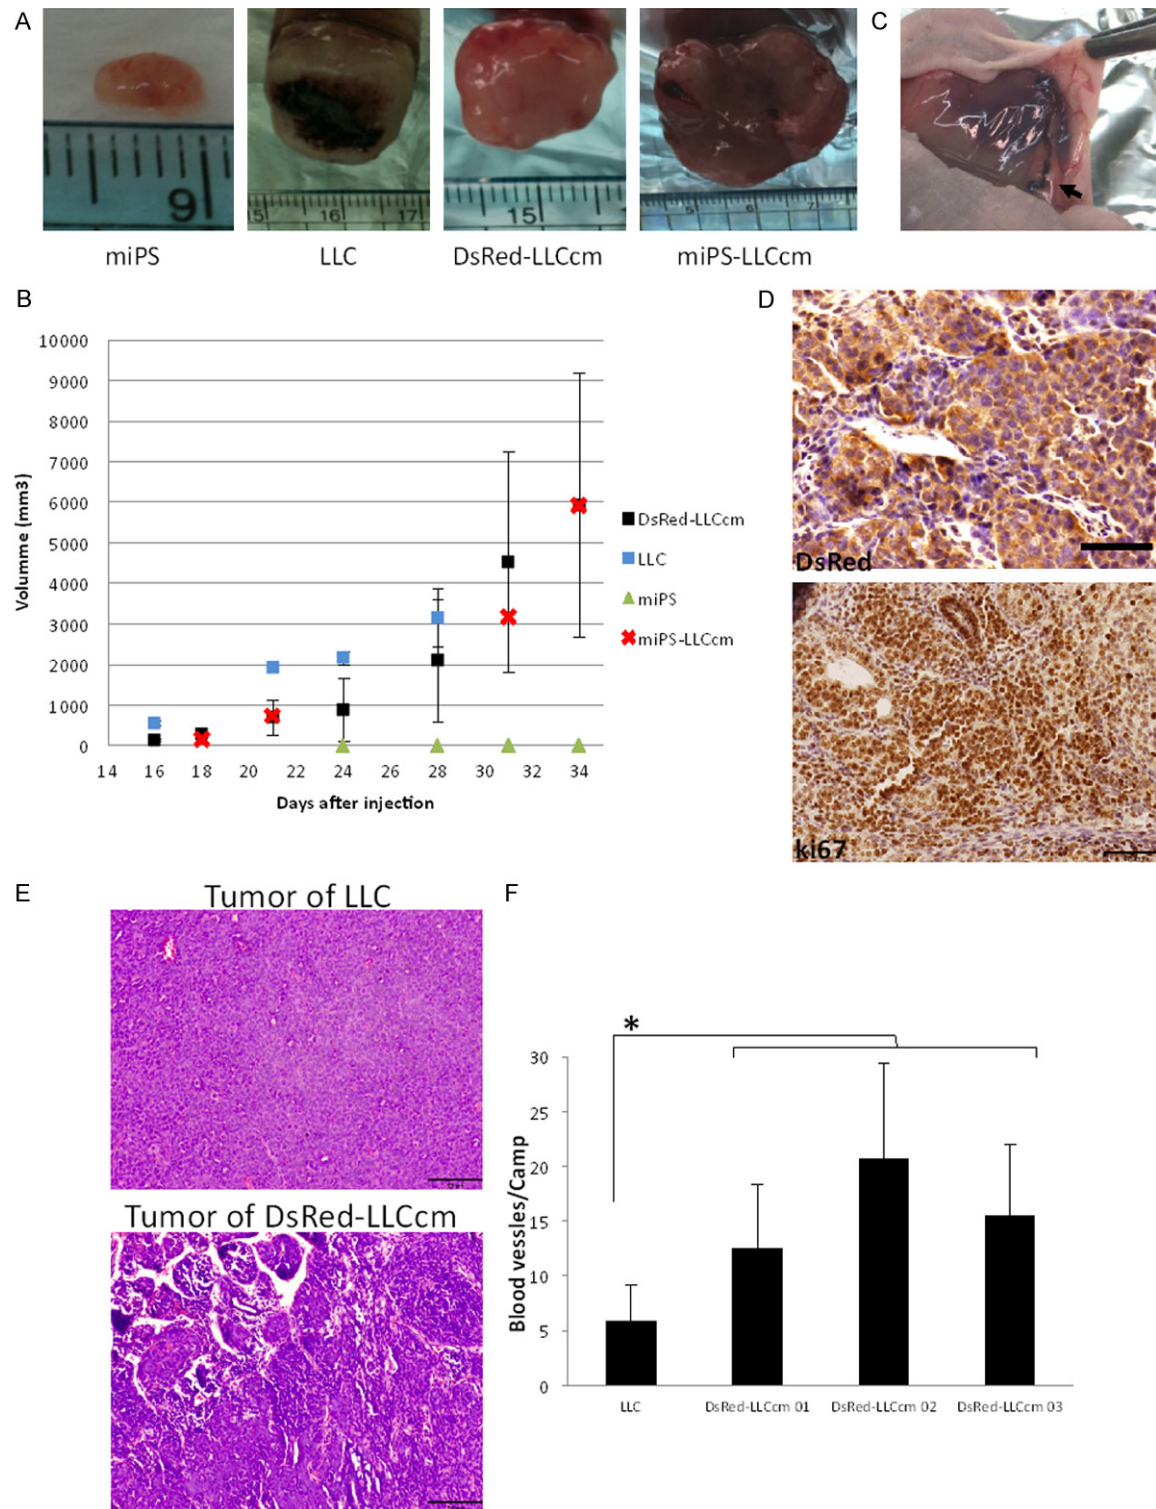 A
C
9
15 16 17
15
5 6 7
miPS
LLC
DsRed-LLCcm
miPS-LLCcm
B
10000
9000
8000
7000
6000
5000
4000
3000
2000
1000
0
Volumme (mm3)
14 16 18 20 22 24 26 28 30 32 34
Days after injection
DsRed-LLCcm
LLC
miPS
miPS-LLCcm
D
DsRed
ki67
E
Tumor of LLC
Tumor of DsRed-LLCcm
F
*
30
25
20
15
10
5
0
Blood vessles/Camp
LLC
DsRed-LLCcm 01
DsRed-LLCcm 02
DsRed-LLCcm 03